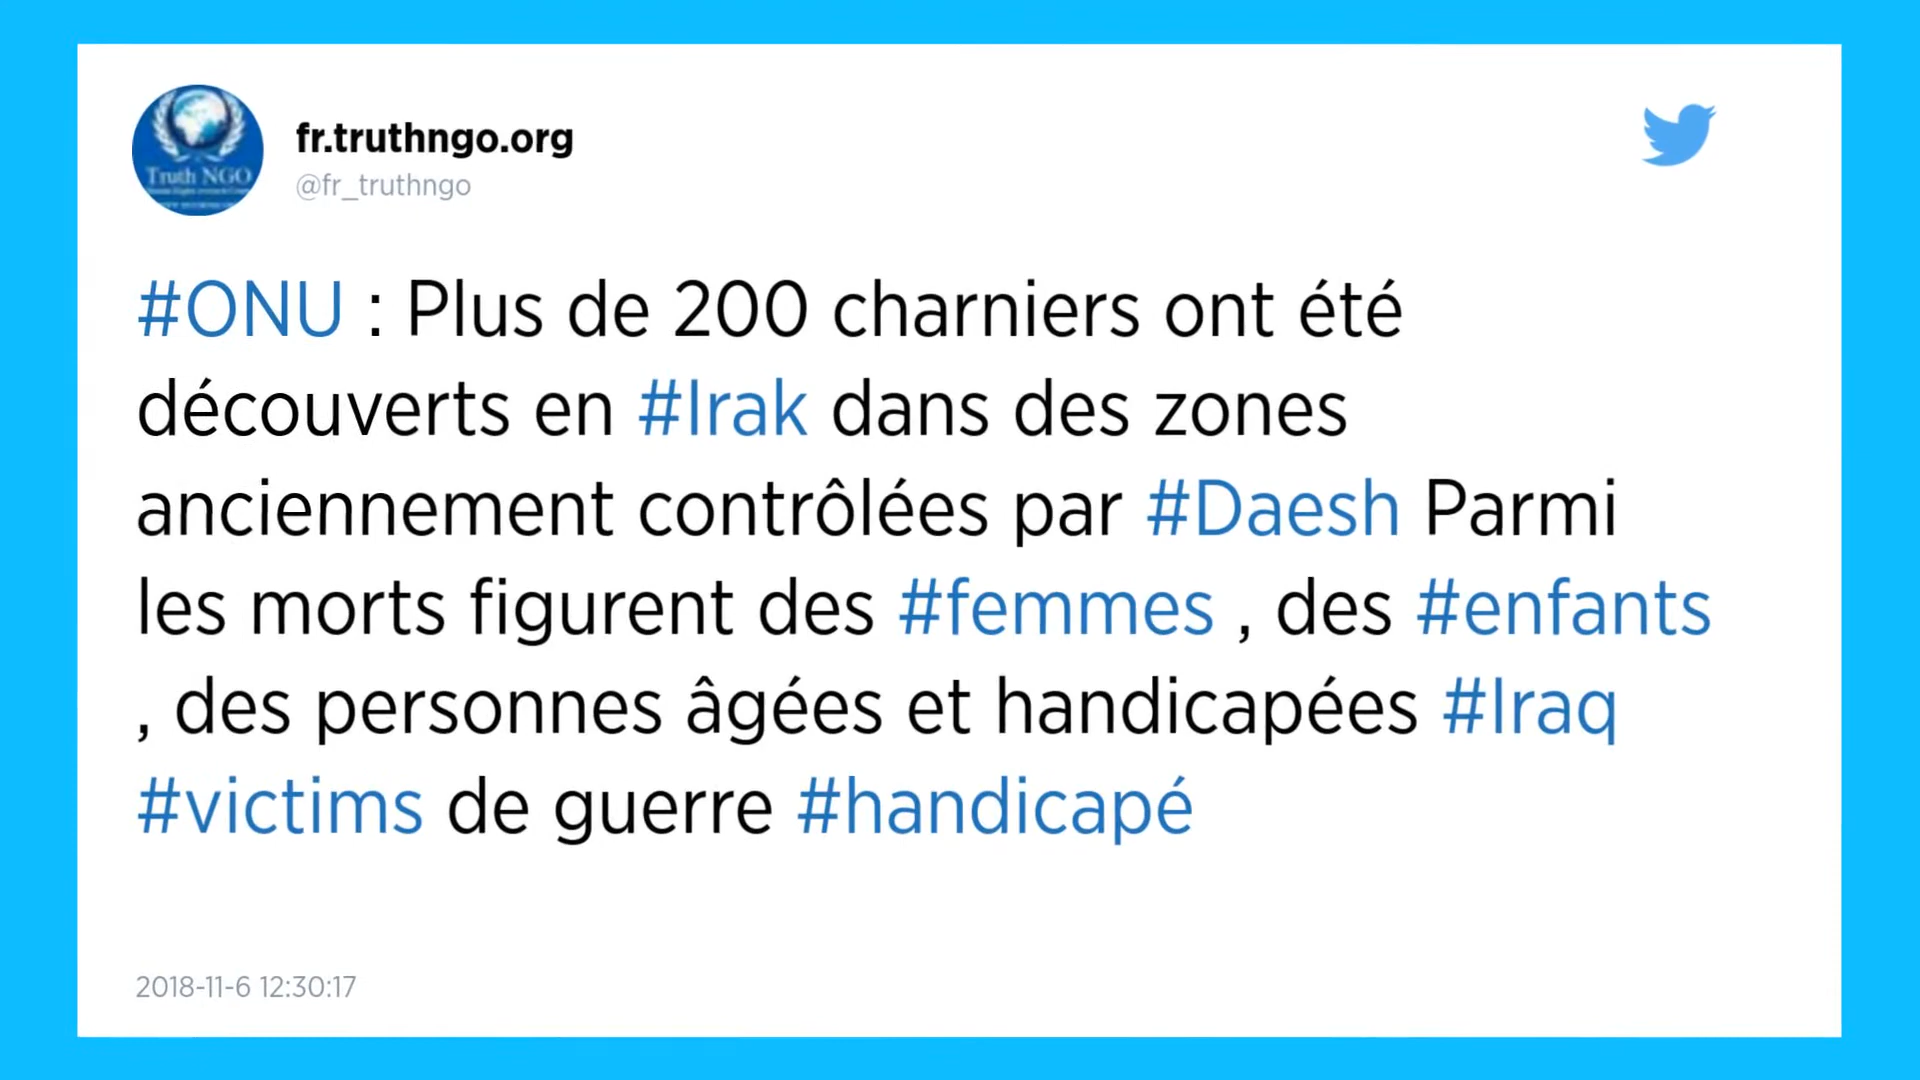 Truth NGO
fr.truthngo.org
@fr_truthngo
#ONU : Plus de 200 charniers ont été
découverts en #Irak dans des zones
anciennement contrôlées par #Daesh Parmi
les morts figurent des #femmes , des #enfants
, des personnes âgées et handicapées #Iraq
#victims de guerre #handicapé
2018-11-6 12:30:17